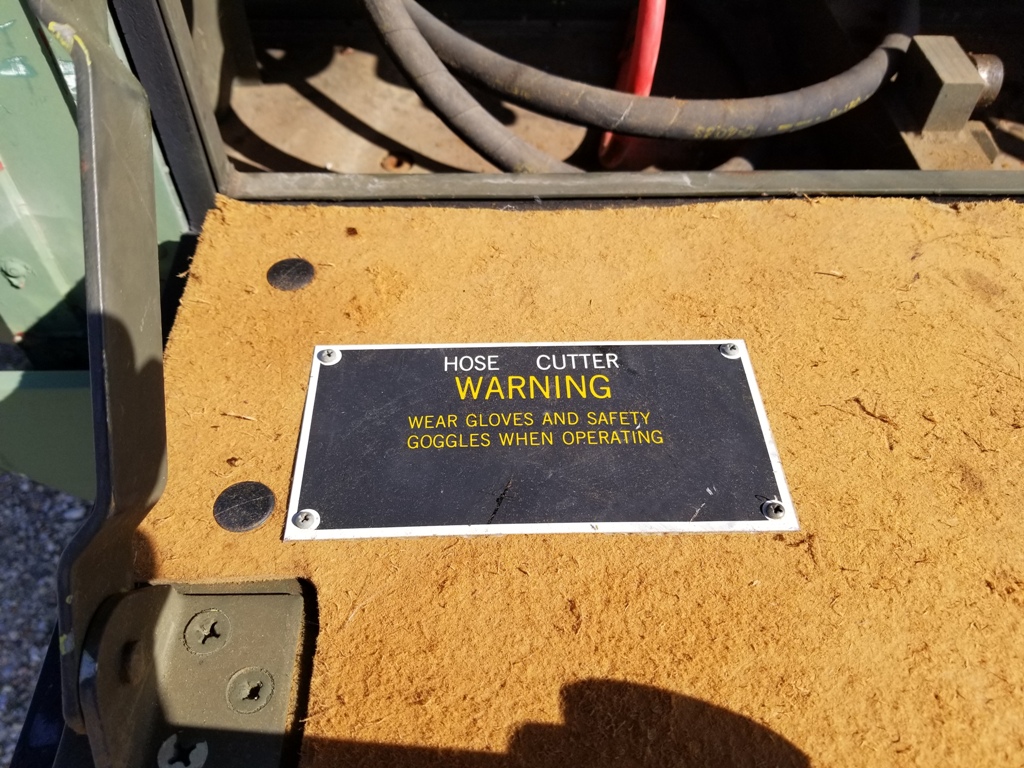 HOSE CUTTER
WARNING
WEAR GLOVES AND SAFETY
GOGGLES WHEN OPERATING